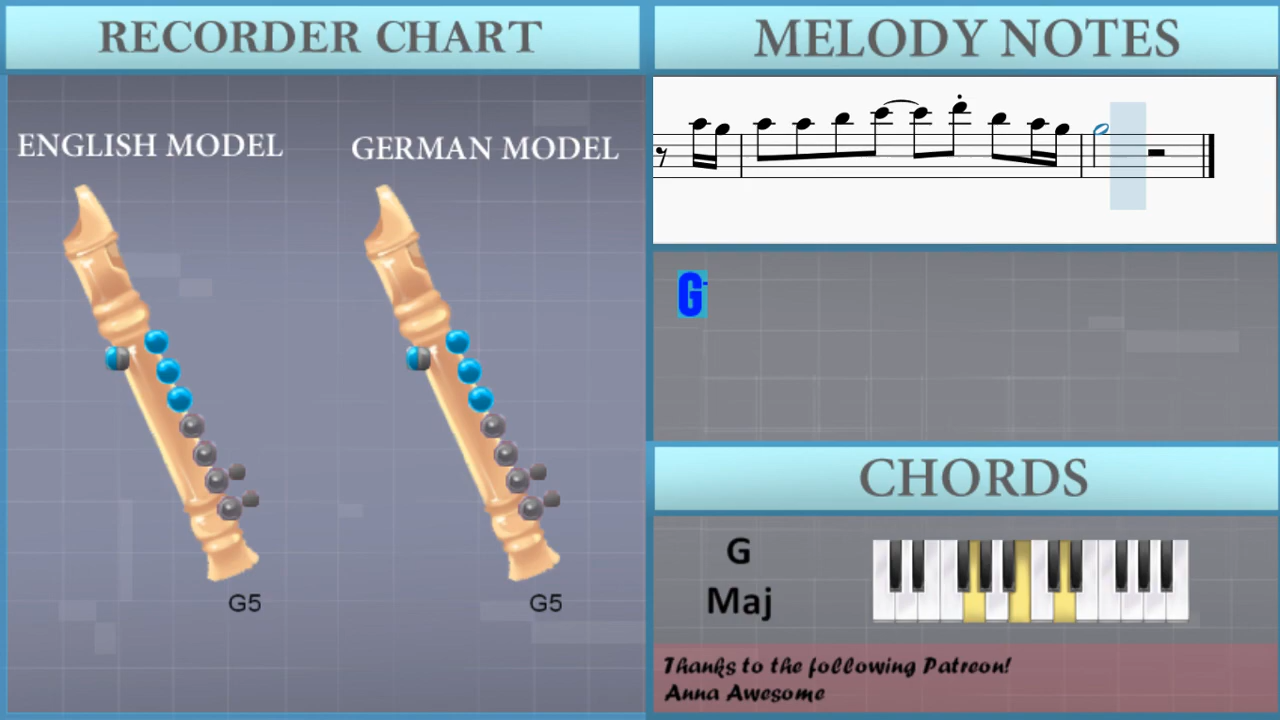 RECORDER CHART
MELODY NOTES
ENGLISH MODEL
GERMAN MODEL
G
CHORDS
G
Maj
G5
G5
Thanks to the following Patreon!
Anna Awesome